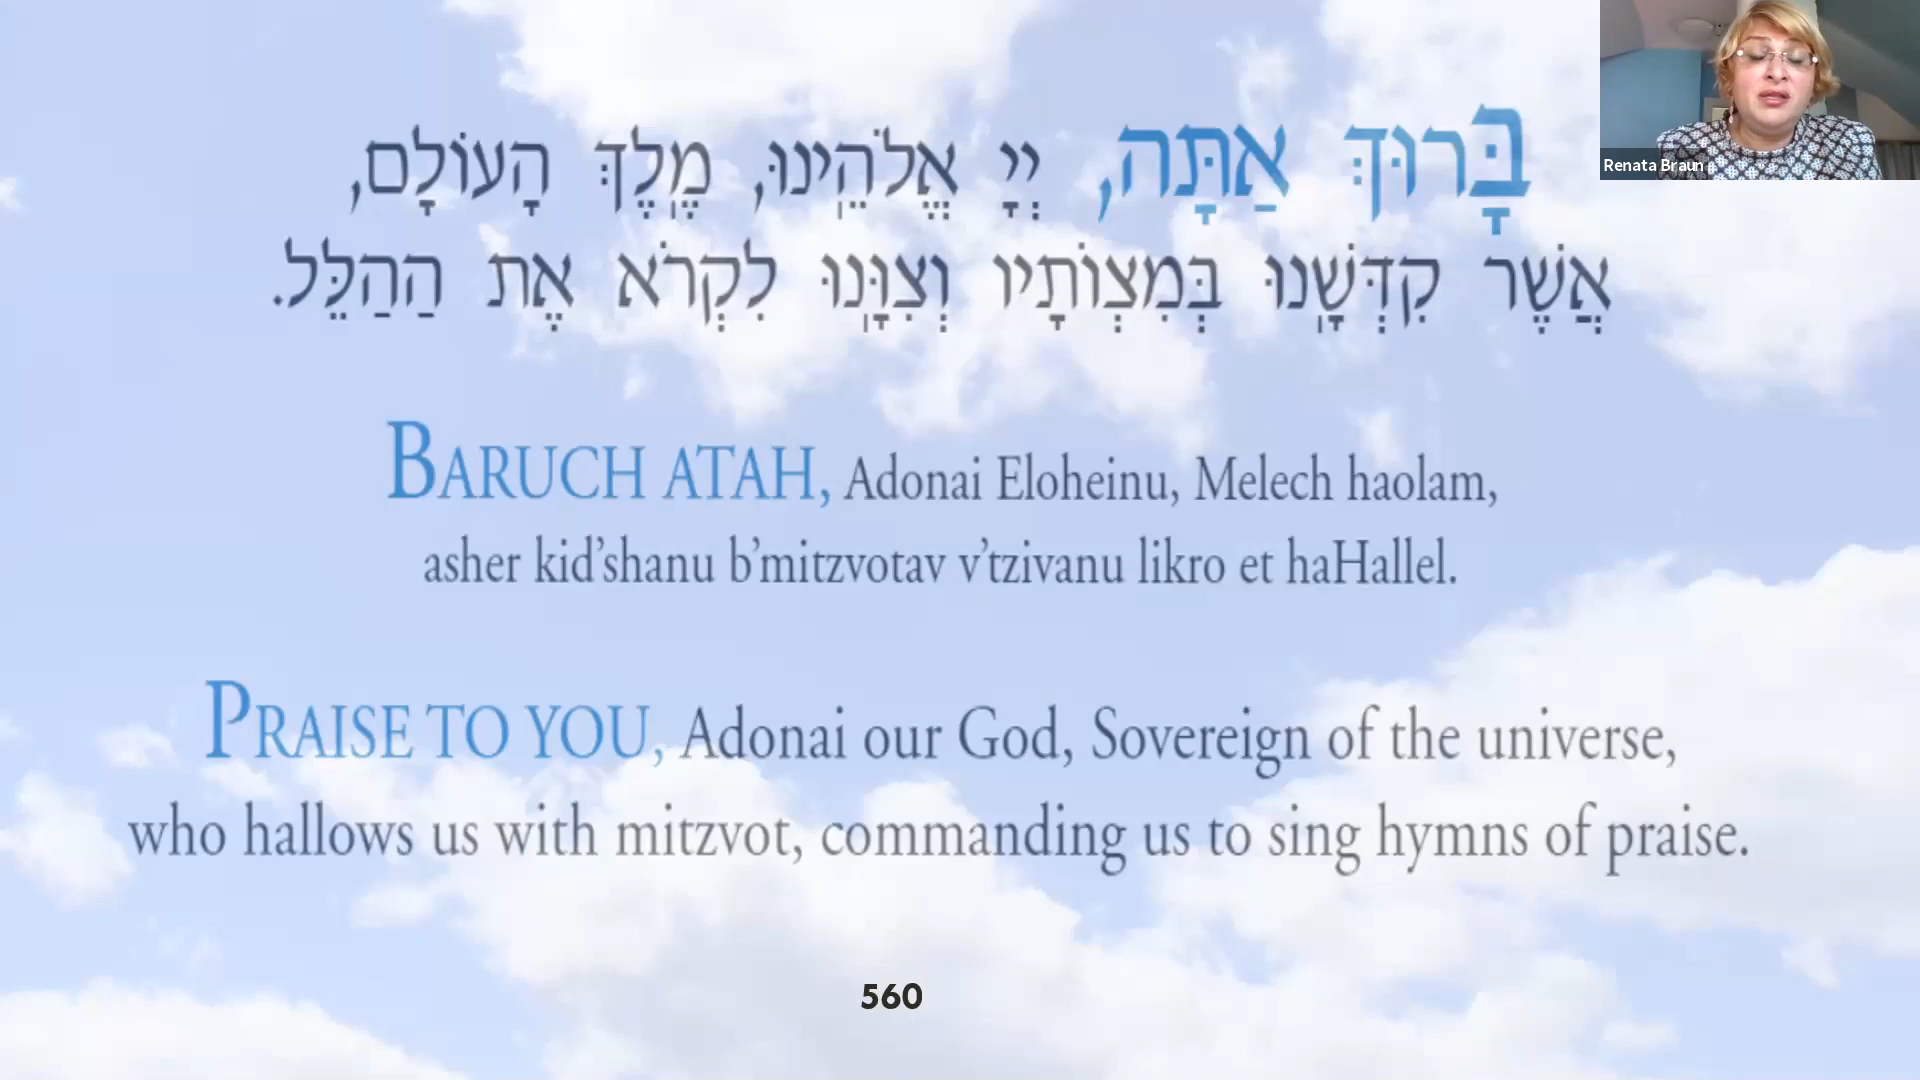 בָּרוּךְ אַתָּה, יְיָ אֱלֹהֵֽינוּ, מֶֽלֶךְ הָעוֹלָם,
אֲשֶׁר קִדְּשָֽׁנוּ בְּמִצְוֹתָיו וְצִוָּֽנוּ לִקְרֹא אֶת הַהַלֵּל.
BARUCH ATAH, Adonai Eloheinu, Melech haolam,
asher kid’shanu b’mitzvotav v’tzivanu likro et haHallel.
PRAISE TO YOU, Adonai our God, Sovereign of the universe,
who hallows us with mitzvot, commanding us to sing hymns of praise.
560
Renata Braun